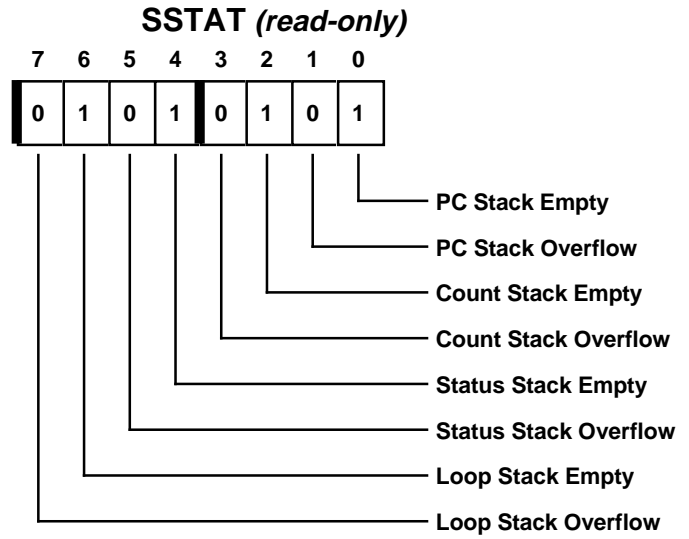 SSTAT (read-only)
7 6 5 4 3 2 1 0
0 1 0 1 0 1 0 1
PC Stack Empty
PC Stack Overflow
Count Stack Empty
Count Stack Overflow
Status Stack Empty
Status Stack Overflow
Loop Stack Empty
Loop Stack Overflow